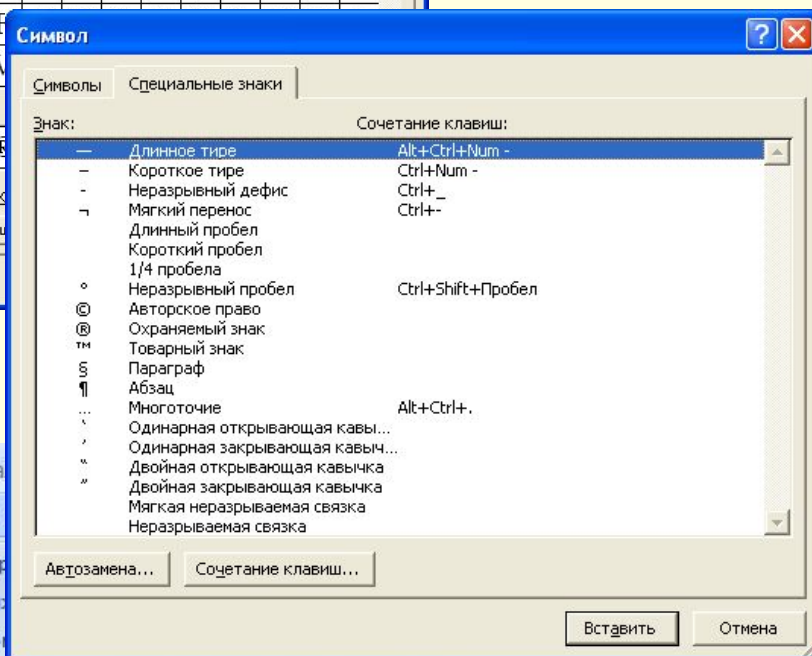 Символ
Символы Специальные знаки
Знак: Сочетание клавиш:
— Длинное тире Alt+Ctrl+Num -
– Короткое тире Ctrl+Num -
- Неразрывный дефис Ctrl+_
¬ Мягкий перенос Ctrl+-
Длинный пробел
Короткий пробел
1/4 пробела
° Неразрывный пробел Ctrl+Shift+Пробел
© Авторское право
® Охраняемый знак
™ Товарный знак
§ Параграф
¶ Абзац
… Многоточие Alt+Ctrl+.
‘ Одинарная открывающая кавы...
’ Одинарная закрывающая кавыч...
“ Двойная открывающая кавычка
” Двойная закрывающая кавычка
Мягкая неразрываемая связка
Неразрываемая связка
Автозамена... Сочетание клавиш...
Вставить Отмена